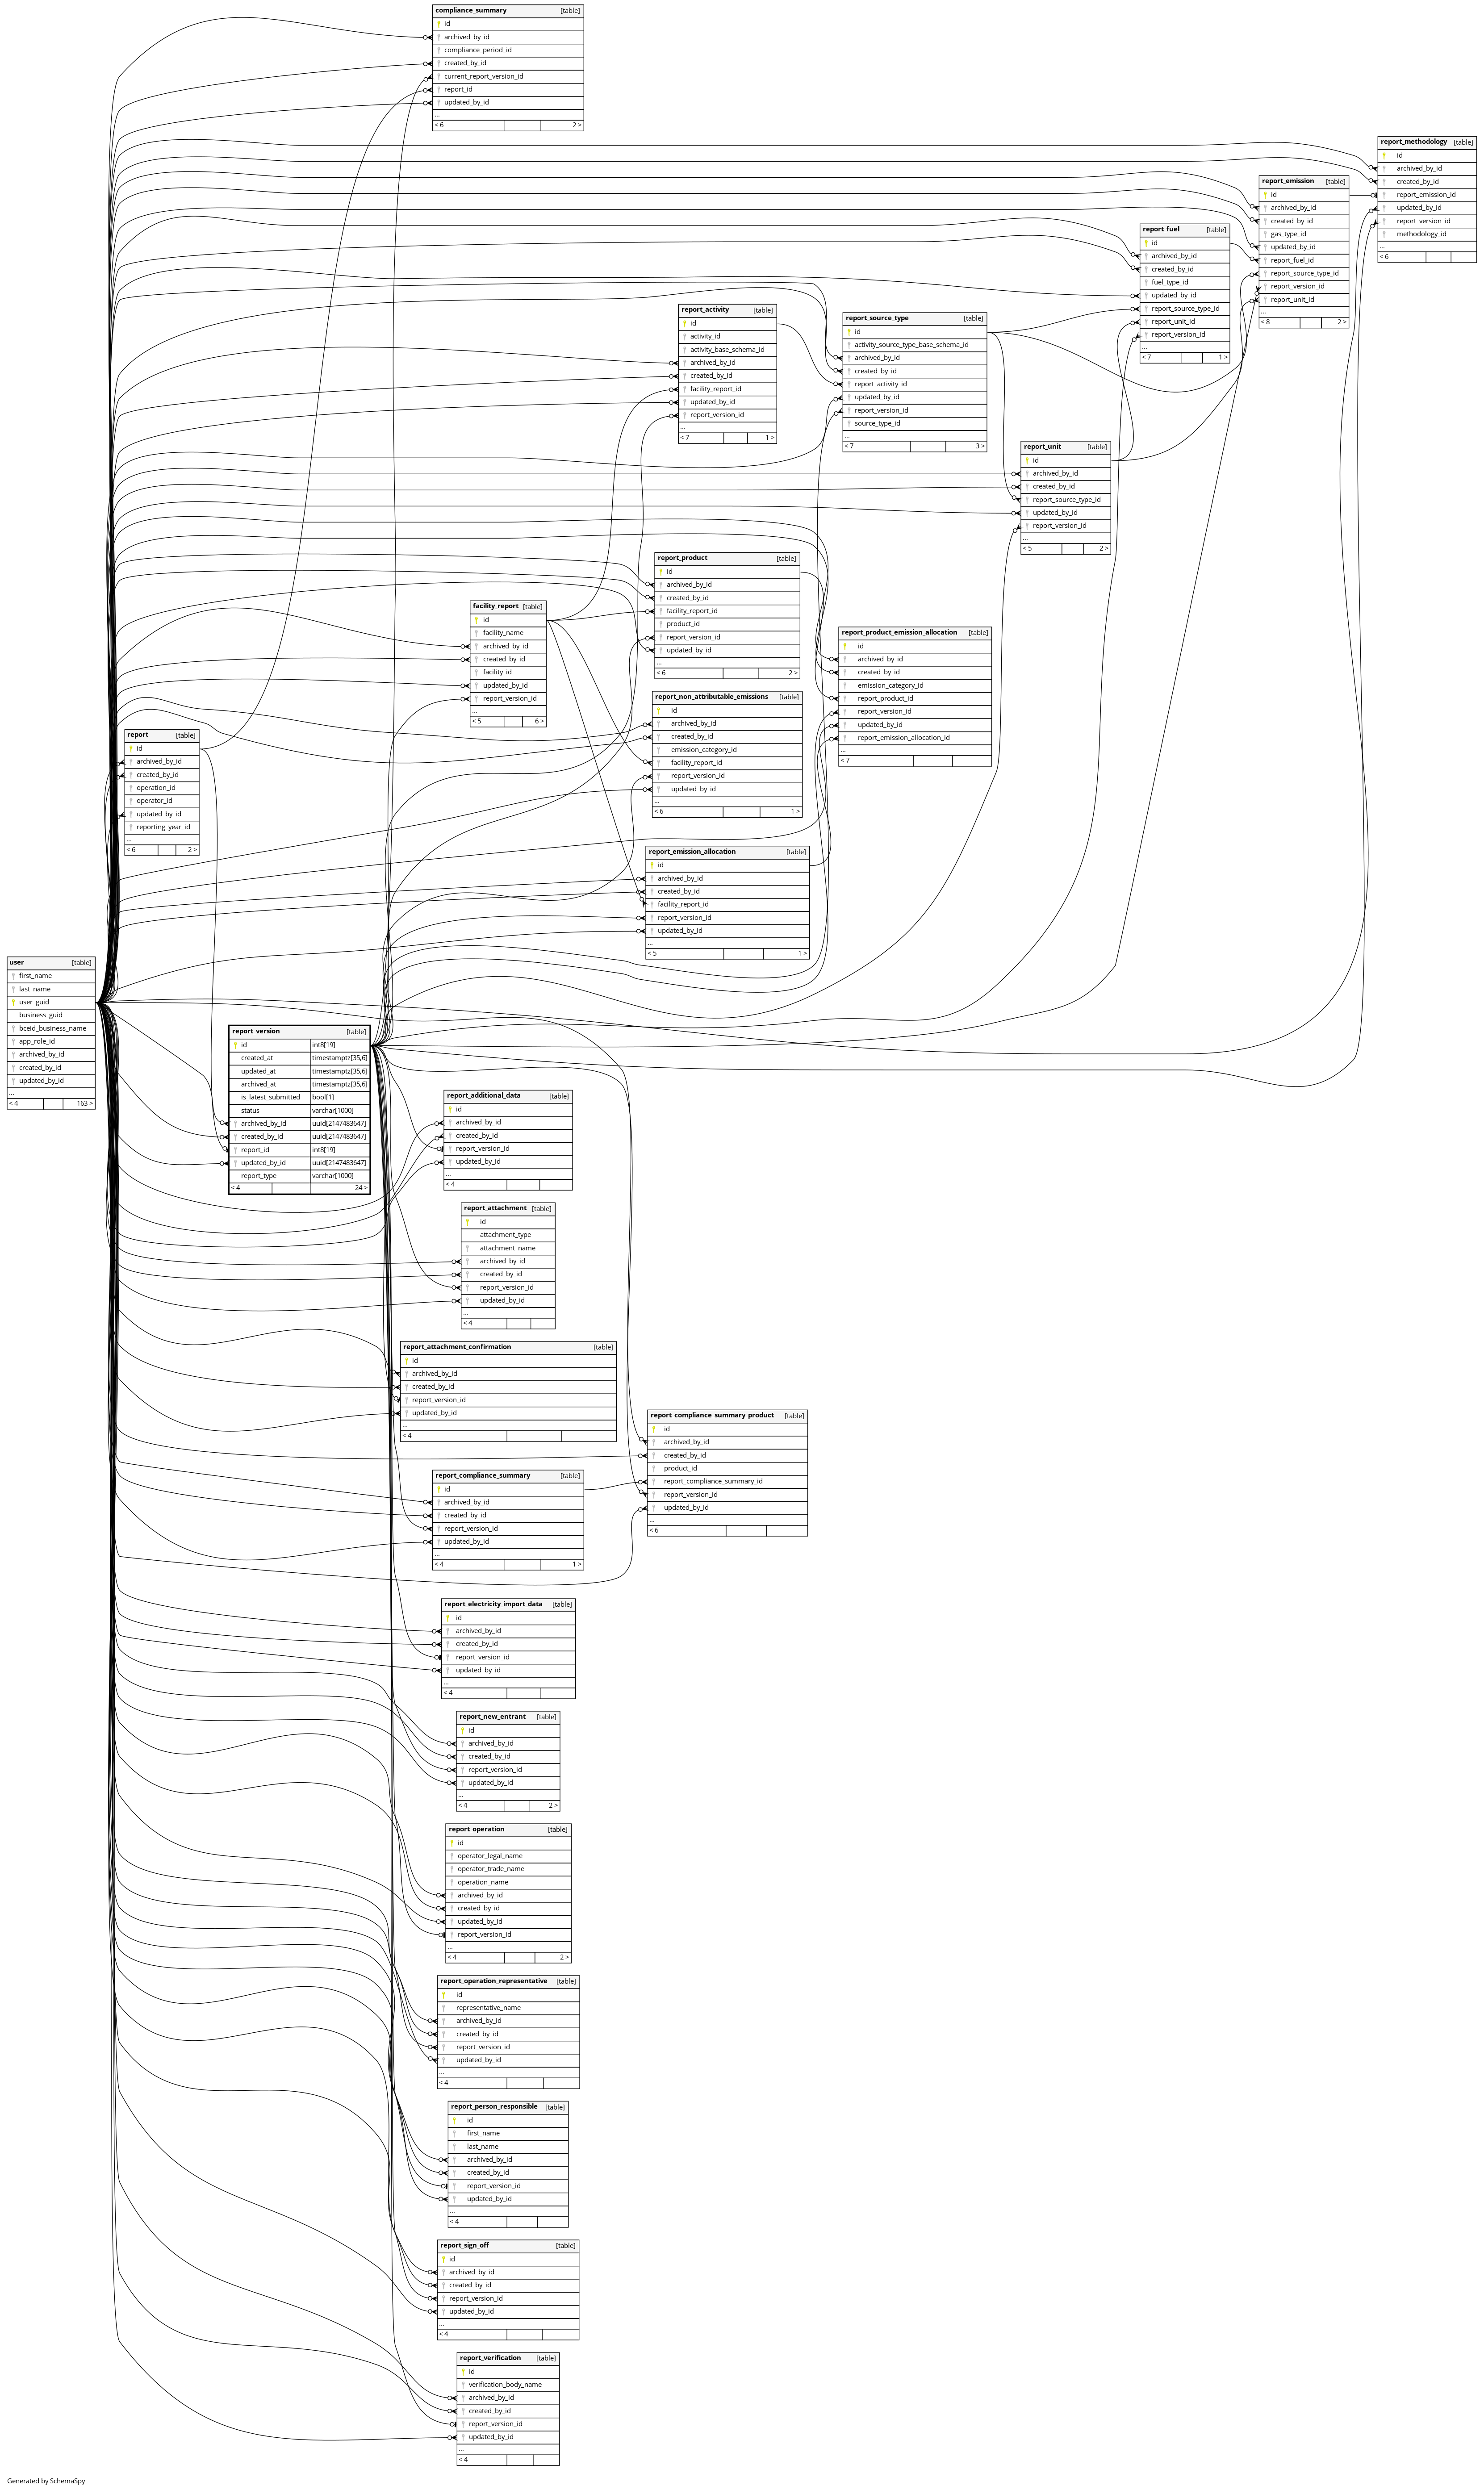 compliance_summary [table]
id
archived_by_id
compliance_period_id
created_by_id
current_report_version_id
report_id
updated_by_id
...
< 6 2 >
report_methodology [table]
id
archived_by_id
created_by_id
report_emission_id
updated_by_id
report_version_id
methodology_id
...
< 6
report_emission [table]
id
archived_by_id
created_by_id
gas_type_id
updated_by_id
report_fuel_id
report_source_type_id
report_version_id
report_unit_id
...
< 8 2 >
report_fuel [table]
id
archived_by_id
created_by_id
fuel_type_id
updated_by_id
report_source_type_id
report_unit_id
report_version_id
...
< 7 1 >
report_activity [table]
id
activity_id
activity_base_schema_id
archived_by_id
created_by_id
facility_report_id
updated_by_id
report_version_id
...
< 7 1 >
report_source_type [table]
id
activity_source_type_base_schema_id
archived_by_id
created_by_id
report_activity_id
updated_by_id
report_version_id
source_type_id
...
< 7 3 >
report_unit [table]
id
archived_by_id
created_by_id
report_source_type_id
updated_by_id
report_version_id
...
< 5 2 >
report_product [table]
id
archived_by_id
created_by_id
facility_report_id
product_id
report_version_id
updated_by_id
...
< 6 2 >
facility_report [table]
id
facility_name
archived_by_id
created_by_id
facility_id
updated_by_id
report_version_id
...
< 5 6 >
report_product_emission_allocation [table]
id
archived_by_id
created_by_id
emission_category_id
report_product_id
report_version_id
updated_by_id
report_emission_allocation_id
...
< 7
report_non_attributable_emissions [table]
id
archived_by_id
created_by_id
emission_category_id
facility_report_id
report_version_id
updated_by_id
...
< 6 1 >
report [table]
id
archived_by_id
created_by_id
operation_id
operator_id
updated_by_id
reporting_year_id
...
< 6 2 >
report_emission_allocation [table]
id
archived_by_id
created_by_id
facility_report_id
report_version_id
updated_by_id
...
< 5 1 >
user [table]
first_name
last_name
user_guid
business_guid
bceid_business_name
app_role_id
archived_by_id
created_by_id
updated_by_id
...
< 4 163 >
report_version [table]
id int8[19]
created_at timestamptz[35,6]
updated_at timestamptz[35,6]
archived_at timestamptz[35,6]
is_latest_submitted bool[1]
status varchar[1000]
archived_by_id uuid[2147483647]
created_by_id uuid[2147483647]
report_id int8[19]
updated_by_id uuid[2147483647]
report_type varchar[1000]
< 4 24 >
report_additional_data [table]
id
archived_by_id
created_by_id
report_version_id
updated_by_id
...
< 4
report_attachment [table]
id
attachment_type
attachment_name
archived_by_id
created_by_id
report_version_id
updated_by_id
...
< 4
report_attachment_confirmation [table]
id
archived_by_id
created_by_id
report_version_id
updated_by_id
...
< 4
report_compliance_summary_product [table]
id
archived_by_id
created_by_id
product_id
report_compliance_summary_id
report_version_id
updated_by_id
...
< 6
report_compliance_summary [table]
id
archived_by_id
created_by_id
report_version_id
updated_by_id
...
< 4 1 >
report_electricity_import_data [table]
id
archived_by_id
created_by_id
report_version_id
updated_by_id
...
< 4
report_new_entrant [table]
id
archived_by_id
created_by_id
report_version_id
updated_by_id
...
< 4 2 >
report_operation [table]
id
operator_legal_name
operator_trade_name
operation_name
archived_by_id
created_by_id
updated_by_id
report_version_id
...
< 4 2 >
report_operation_representative [table]
id
representative_name
archived_by_id
created_by_id
report_version_id
updated_by_id
...
< 4
report_person_responsible [table]
id
first_name
last_name
archived_by_id
created_by_id
report_version_id
updated_by_id
...
< 4
report_sign_off [table]
id
archived_by_id
created_by_id
report_version_id
updated_by_id
...
< 4
report_verification [table]
id
verification_body_name
archived_by_id
created_by_id
report_version_id
updated_by_id
...
< 4
Generated by SchemaSpy